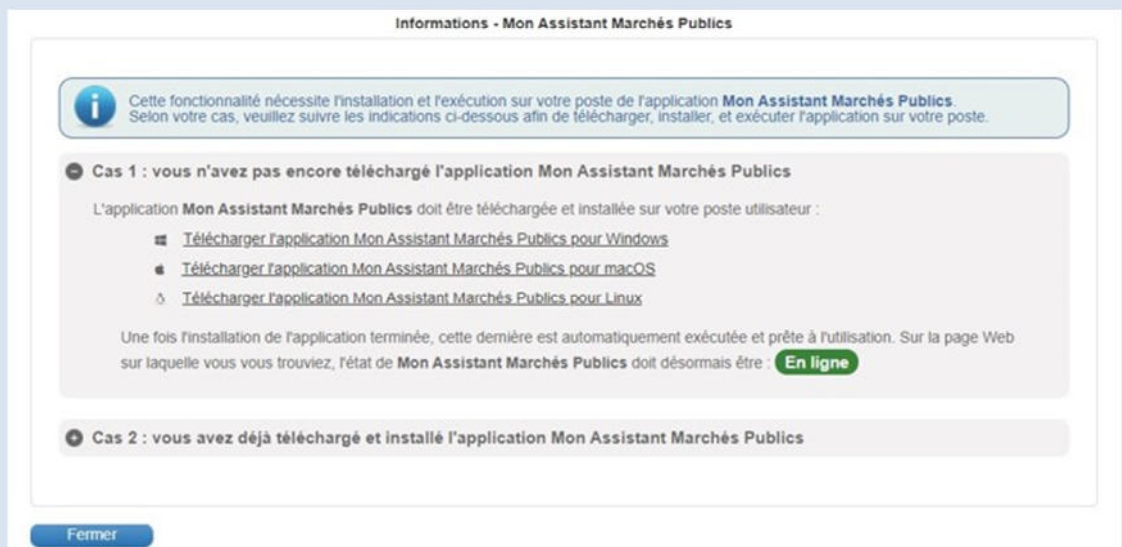 Informations - Mon Assistant Marchés Publics
Cette fonctionnalité nécessite l'installation et l'exécution sur votre poste de l'application Mon Assistant Marchés Publics.
Selon votre cas, veuillez suivre les indications ci-dessous afin de télécharger, installer, et exécuter l'application sur votre poste.
Cas 1 : vous n'avez pas encore téléchargé l'application Mon Assistant Marchés Publics
L'application Mon Assistant Marchés Publics doit être téléchargée et installée sur votre poste utilisateur :
Télécharger l'application Mon Assistant Marchés Publics pour Windows
Télécharger l'application Mon Assistant Marchés Publics pour macOS
Télécharger l'application Mon Assistant Marchés Publics pour Linux
Une fois l'installation de l'application terminée, cette dernière est automatiquement exécutée et prête à l'utilisation. Sur la page Web
sur laquelle vous vous trouviez, l'état de Mon Assistant Marchés Publics doit désormais être : En ligne
Cas 2 : vous avez déjà téléchargé et installé l'application Mon Assistant Marchés Publics
Fermer